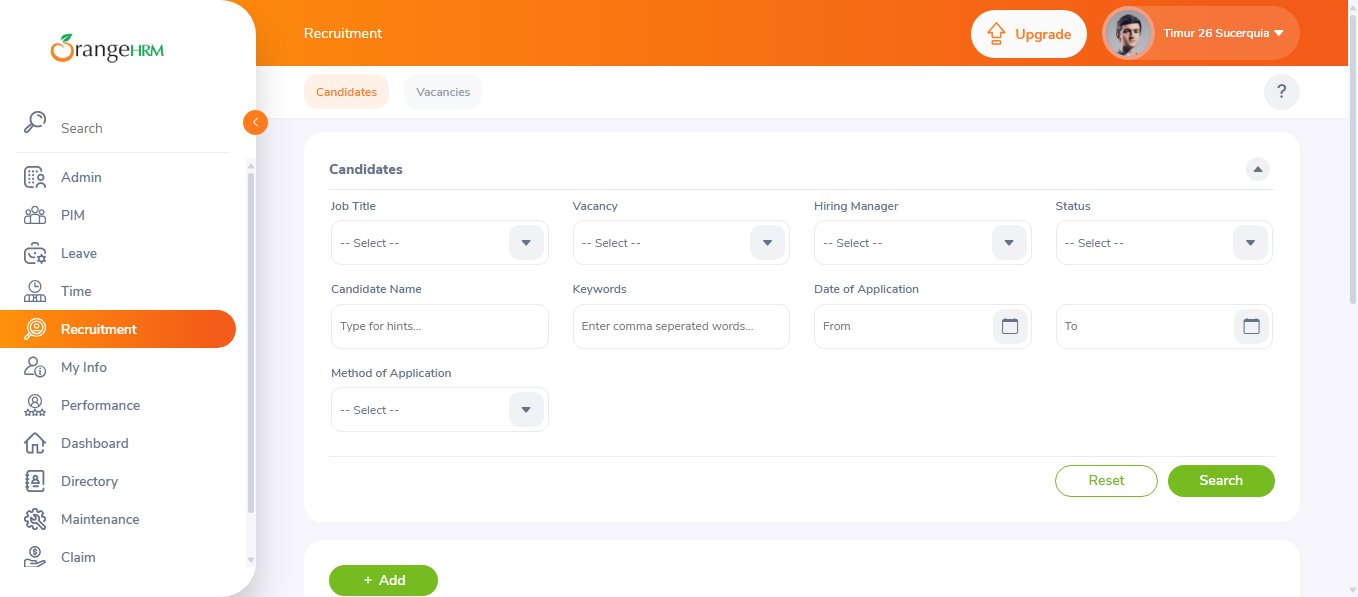 OrangeHRM
Recruitment
Upgrade
Timur 26 Sucerquia
Candidates
Vacancies
?
Search
Admin
PIM
Leave
Time
Recruitment
My Info
Performance
Dashboard
Directory
Maintenance
Claim
Candidates
Job Title
Vacancy
Hiring Manager
Status
-- Select --
-- Select --
-- Select --
-- Select --
Candidate Name
Keywords
Date of Application
Type for hints...
Enter comma seperated words...
From
To
Method of Application
-- Select --
Reset
Search
+ Add